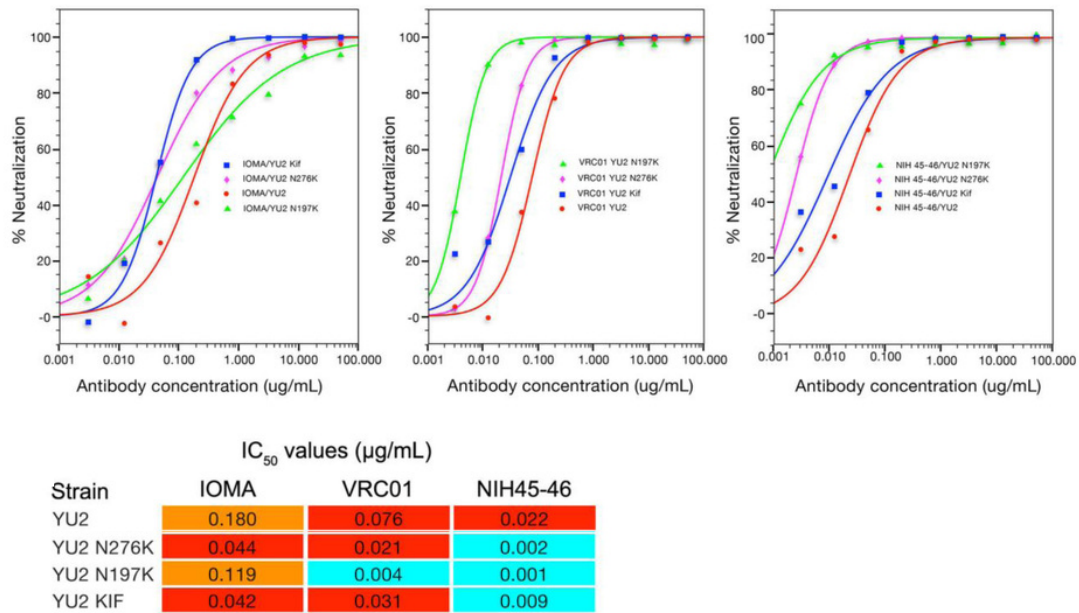 100
80
60
40
20
-0
% Neutralization
IOMA/YU2 Kif
IOMA/YU2 N276K
IOMA/YU2
IOMA/YU2 N197K
0.001 0.010 0.100 1.000 10.000 100.000
Antibody concentration (ug/mL)
100
80
60
40
20
-0
% Neutralization
VRC01 YU2 N197K
VRC01 YU2 N276K
VRC01 YU2 Kif
VRC01 YU2
0.001 0.010 0.100 1.000 10.000 100.000
Antibody concentration (ug/mL)
100
80
60
40
20
-0
% Neutralization
NIH 45-46/YU2 N197K
NIH 45-46/YU2 N276K
NIH 45-46/YU2 Kif
NIH 45-46/YU2
0.001 0.010 0.100 1.000 10.000 100.000
Antibody concentration (ug/mL)
IC50 values (µg/mL)
Strain IOMA VRC01 NIH45-46
YU2 0.180 0.076 0.022
YU2 N276K 0.044 0.021 0.002
YU2 N197K 0.119 0.004 0.001
YU2 KIF 0.042 0.031 0.009